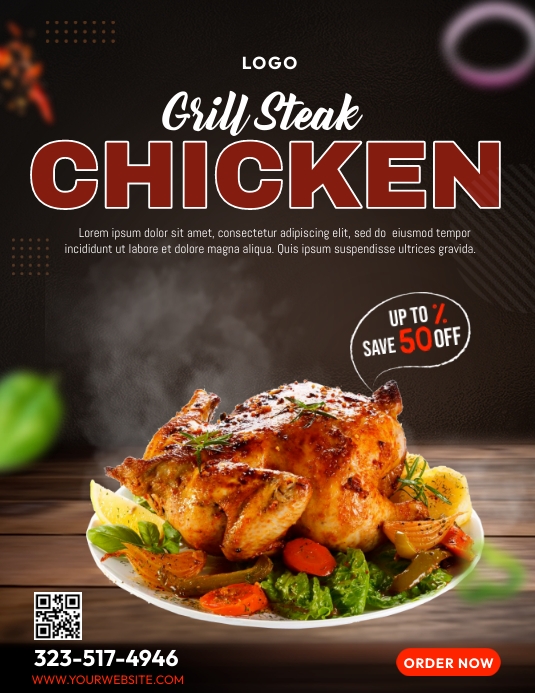 LOGO
Grill Steak
CHICKEN
Lorem ipsum dolor sit amet, consectetur adipiscing elit, sed do eiusmod tempor
incididunt ut labore et dolore magna aliqua. Quis ipsum suspendisse ultrices gravida.
UP TO %
SAVE 50 OFF
323-517-4946
WWW.YOURWEBSITE.COM
ORDER NOW